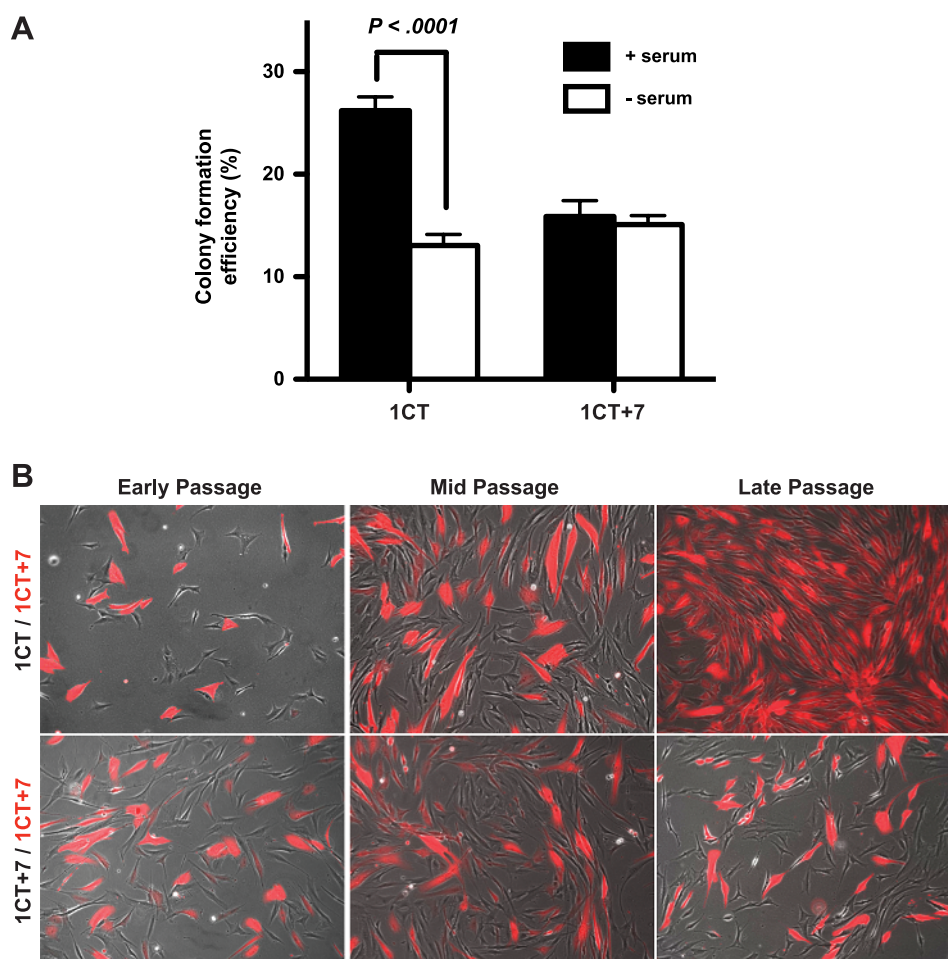 A
P < .0001
+ serum
- serum
30
20
10
0
Colony formation
efficiency (%)
1CT
1CT+7
B
Early Passage
Mid Passage
Late Passage
1CT / 1CT+7
1CT+7 / 1CT+7